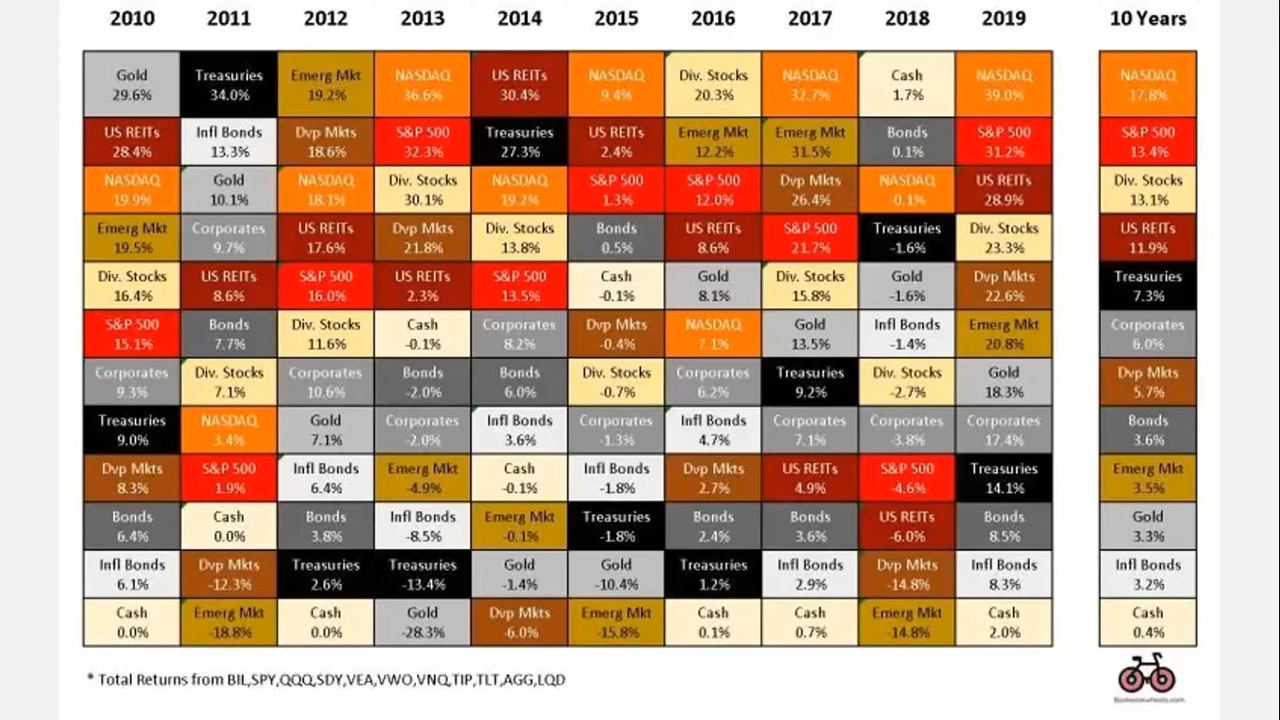 2010 2011 2012 2013 2014 2015 2016 2017 2018 2019 10 Years
Gold Treasuries Emerg Mkt NASDAQ US REITs NASDAQ Div. Stocks NASDAQ Cash NASDAQ NASDAQ
29.6% 34.0% 19.2% 36.6% 30.4% 9.4% 20.3% 32.7% 1.7% 39.0% 17.8%
US REITs Infl Bonds Dvp Mkts S&P 500 Treasuries US REITs Emerg Mkt Emerg Mkt Bonds S&P 500 S&P 500
28.4% 13.3% 18.6% 32.3% 27.3% 2.4% 12.2% 31.5% 0.1% 31.2% 13.4%
NASDAQ Gold NASDAQ Div. Stocks NASDAQ S&P 500 S&P 500 Dvp Mkts NASDAQ US REITs Div. Stocks
19.9% 10.1% 18.1% 30.1% 19.2% 1.3% 12.0% 26.4% -0.1% 28.9% 13.1%
Emerg Mkt Corporates US REITs Dvp Mkts Div. Stocks Bonds US REITs S&P 500 Treasuries Div. Stocks US REITs
19.5% 9.7% 17.6% 21.8% 13.8% 0.5% 8.6% 21.7% -1.6% 23.3% 11.9%
Div. Stocks US REITs S&P 500 US REITs S&P 500 Cash Gold Div. Stocks Gold Dvp Mkts Treasuries
16.4% 8.6% 16.0% 2.3% 13.5% -0.1% 8.1% 15.8% -1.6% 22.6% 7.3%
S&P 500 Bonds Div. Stocks Cash Corporates Dvp Mkts NASDAQ Gold Infl Bonds Emerg Mkt Corporates
15.1% 7.7% 11.6% -0.1% 8.2% -0.4% 7.1% 13.5% -1.4% 20.8% 6.0%
Corporates Div. Stocks Corporates Bonds Bonds Div. Stocks Corporates Treasuries Div. Stocks Gold Dvp Mkts
9.3% 7.1% 10.6% -2.0% 6.0% -0.7% 6.2% 9.2% -2.7% 18.3% 5.7%
Treasuries NASDAQ Gold Corporates Infl Bonds Corporates Infl Bonds Corporates Corporates Corporates Bonds
9.0% 3.4% 7.1% -2.0% 3.6% -1.3% 4.7% 7.1% -3.8% 17.4% 3.6%
Dvp Mkts S&P 500 Infl Bonds Emerg Mkt Cash Infl Bonds Dvp Mkts US REITs S&P 500 Treasuries Emerg Mkt
8.3% 1.9% 6.4% -4.9% -0.1% -1.8% 2.7% 4.9% -4.6% 14.1% 3.5%
Bonds Cash Bonds Infl Bonds Emerg Mkt Treasuries Bonds Bonds US REITs Bonds Gold
6.4% 0.0% 3.8% -8.5% -0.1% -1.8% 2.4% 3.6% -6.0% 8.5% 3.3%
Infl Bonds Dvp Mkts Treasuries Treasuries Gold Gold Treasuries Infl Bonds Dvp Mkts Infl Bonds Infl Bonds
6.1% -12.3% 2.6% -13.4% -1.4% -10.4% 1.2% 2.9% -14.8% 8.3% 3.2%
Cash Emerg Mkt Cash Gold Dvp Mkts Emerg Mkt Cash Cash Emerg Mkt Cash Cash
0.0% -18.8% 0.0% -28.3% -6.0% -15.8% 0.1% 0.7% -14.8% 2.0% 0.4%
* Total Returns from BIL,SPY,QQQ,SDY,VEA,VWO,VNQ,TIP,TLT,AGG,LQD